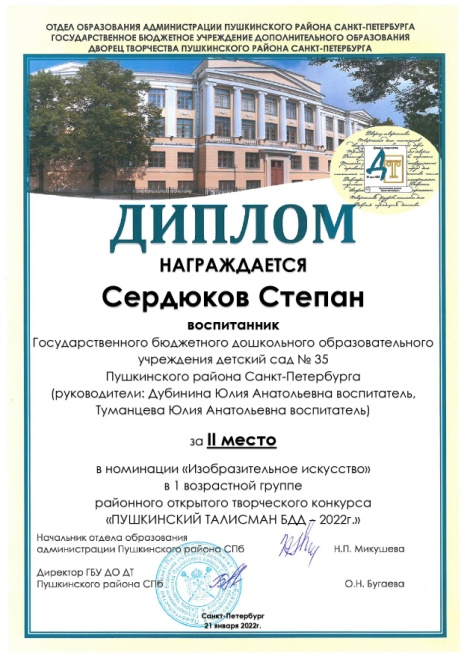 ОТДЕЛ ОБРАЗОВАНИЯ АДМИНИСТРАЦИИ ПУШКИНСКОГО РАЙОНА САНКТ-ПЕТЕРБУРГА
ГОСУДАРСТВЕННОЕ БЮДЖЕТНОЕ УЧРЕЖДЕНИЕ ДОПОЛНИТЕЛЬНОГО ОБРАЗОВАНИЯ
ДВОРЕЦ ТВОРЧЕСТВА ПУШКИНСКОГО РАЙОНА САНКТ-ПЕТЕРБУРГА
ДТ
ДИПЛОМ
НАГРАЖДАЕТСЯ
Сердюков Степан
воспитанник
Государственного бюджетного дошкольного образовательного
учреждения детский сад № 35
Пушкинского района Санкт-Петербурга
(руководители: Дубинина Юлия Анатольевна воспитатель,
Туманцева Юлия Анатольевна воспитатель)
за II место
в номинации «Изобразительное искусство»
в 1 возрастной группе
районного открытого творческого конкурса
«ПУШКИНСКИЙ ТАЛИСМАН БДД – 2022г.»
Начальник отдела образования
администрации Пушкинского района СПб Н.П. Микушева
Директор ГБУ ДО ДТ
Пушкинского района СПб О.Н. Бугаева
Санкт-Петербург
21 января 2022г.